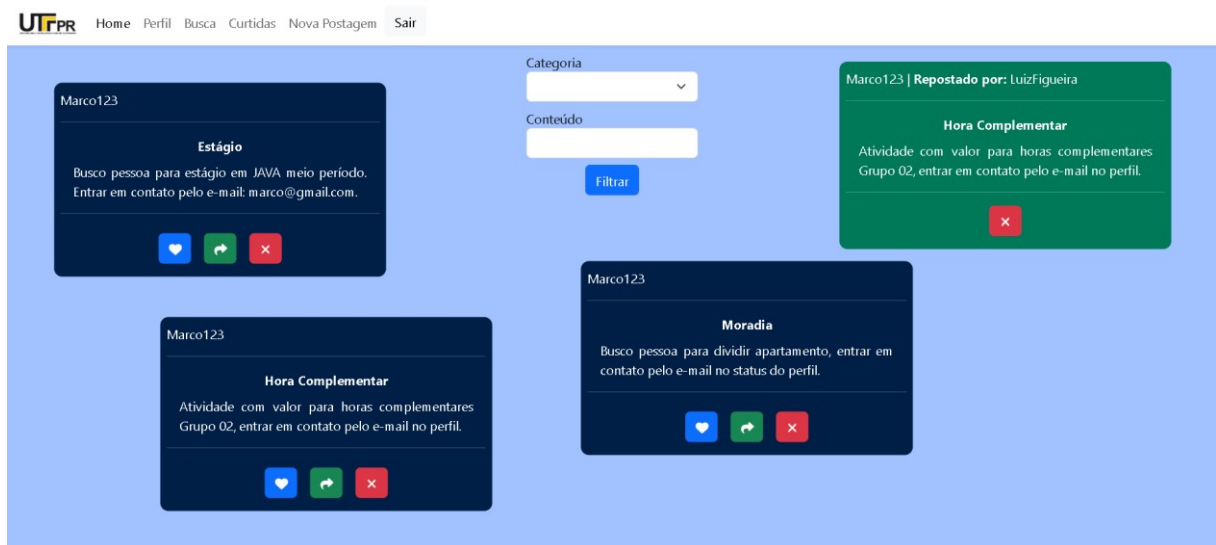 UTFPR Home Perfil Busca Curtidas Nova Postagem Sair
Marco123
Estágio
Busco pessoa para estágio em JAVA meio período.
Entrar em contato pelo e-mail: marco@gmail.com.
Categoria
Conteúdo
Filtrar
Marco123 | Repostado por: LuizFigueira
Hora Complementar
Atividade com valor para horas complementares
Grupo 02, entrar em contato pelo e-mail no perfil.
Marco123
Hora Complementar
Atividade com valor para horas complementares
Grupo 02, entrar em contato pelo e-mail no perfil.
Marco123
Moradia
Busco pessoa para dividir apartamento, entrar em
contato pelo e-mail no status do perfil.